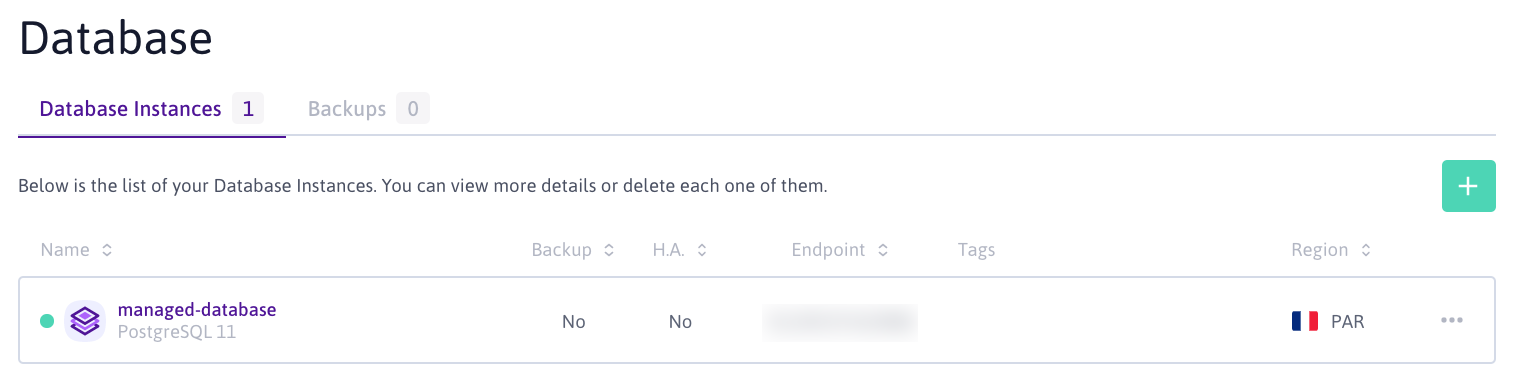 Database
Database Instances 1 Backups 0
Below is the list of your Database Instances. You can view more details or delete each one of them.
Name Backup H.A. Endpoint Tags Region
managed-database
PostgreSQL 11
No No PAR